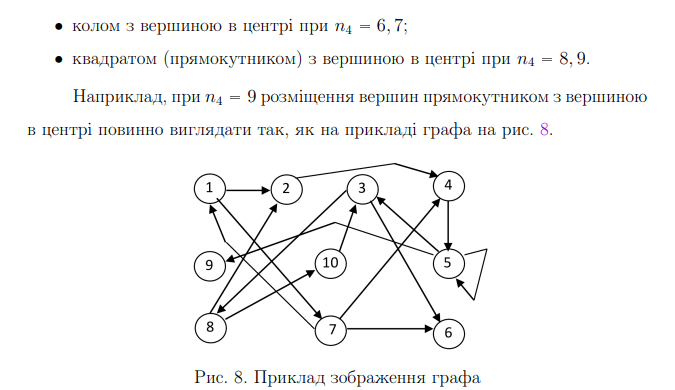 • колом з вершиною в центрі при n₄ = 6, 7;
• квадратом (прямокутником) з вершиною в центрі при n₄ = 8, 9.
Наприклад, при n₄ = 9 розміщення вершин прямокутником з вершиною
в центрі повинно виглядати так, як на прикладі графа на рис. 8.
1 2 3 4
9 10 5
8 7 6
Рис. 8. Приклад зображення графа